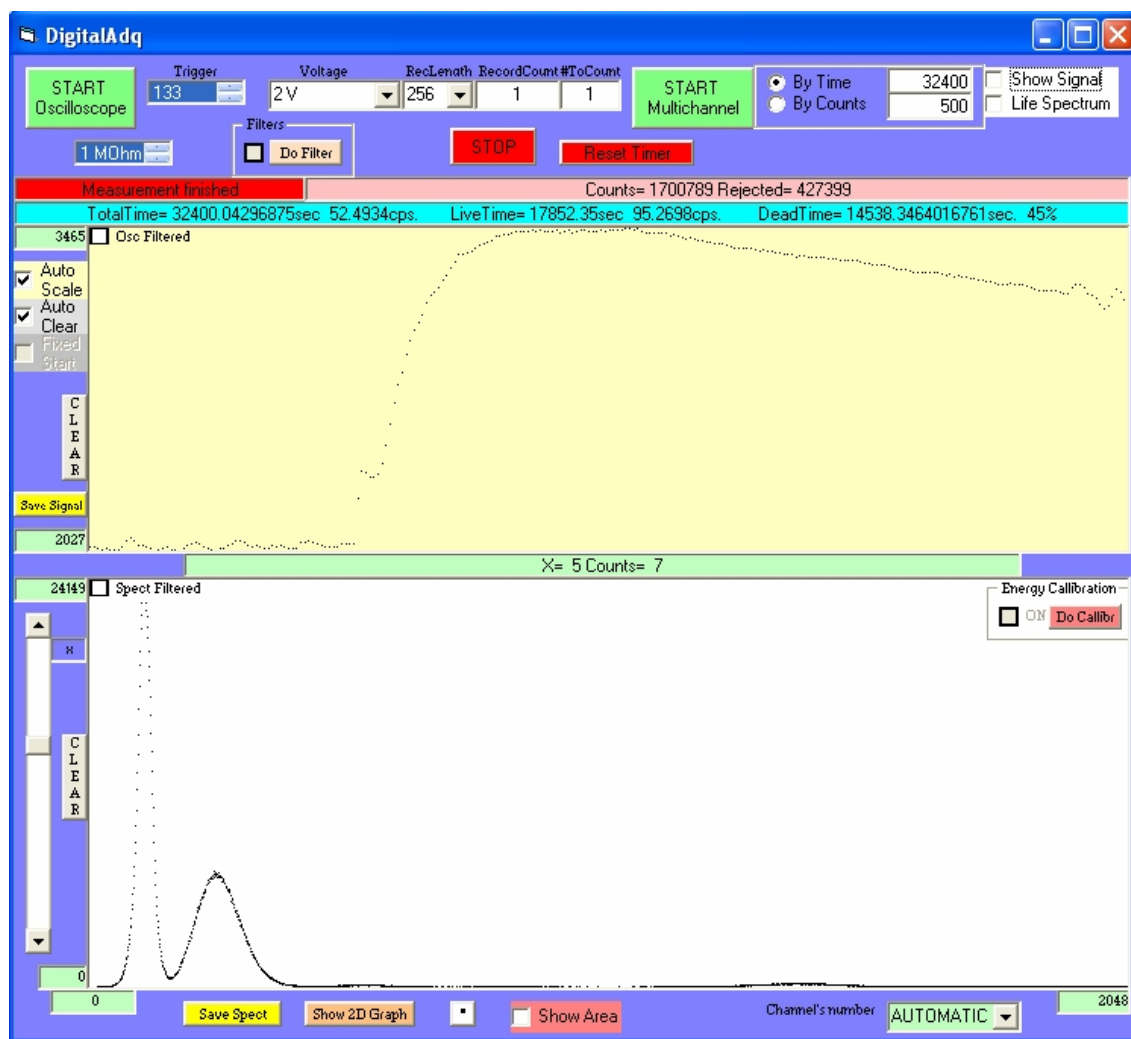 DigitalAdq
START Oscilloscope
Trigger
133
Voltage
2 V
RecLength
256
RecordCount
1
#ToCount
1
START Multichannel
By Time
32400
By Counts
500
Show Signal
Life Spectrum
1 MOhm
Filters
Do Filter
STOP
Reset Timer
Measurement finished
Counts= 1700789 Rejected= 427399
TotalTime= 32400.04296875sec 52.4934cps. LiveTime= 17852.35sec 95.2698cps. DeadTime= 14538.3464016761sec. 45%
3465
Osc Filtered
Auto Scale
Auto Clear
Fixed Start
CLEAR
Save Signal
2027
X= 5 Counts= 7
24149
Spect Filtered
Energy Callibration
ON
Do Callibr
x
CLEAR
0
0
2048
Save Spect
Show 2D Graph
Show Area
Channel's number
AUTOMATIC